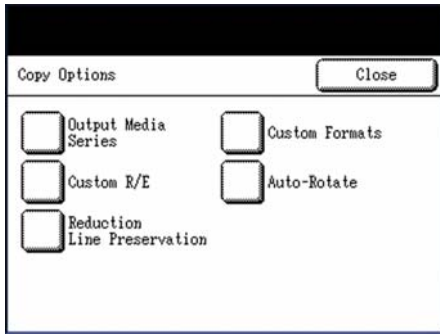 Copy Options
Close
Output Media
Series
Custom Formats
Custom R/E
Auto-Rotate
Reduction
Line Preservation